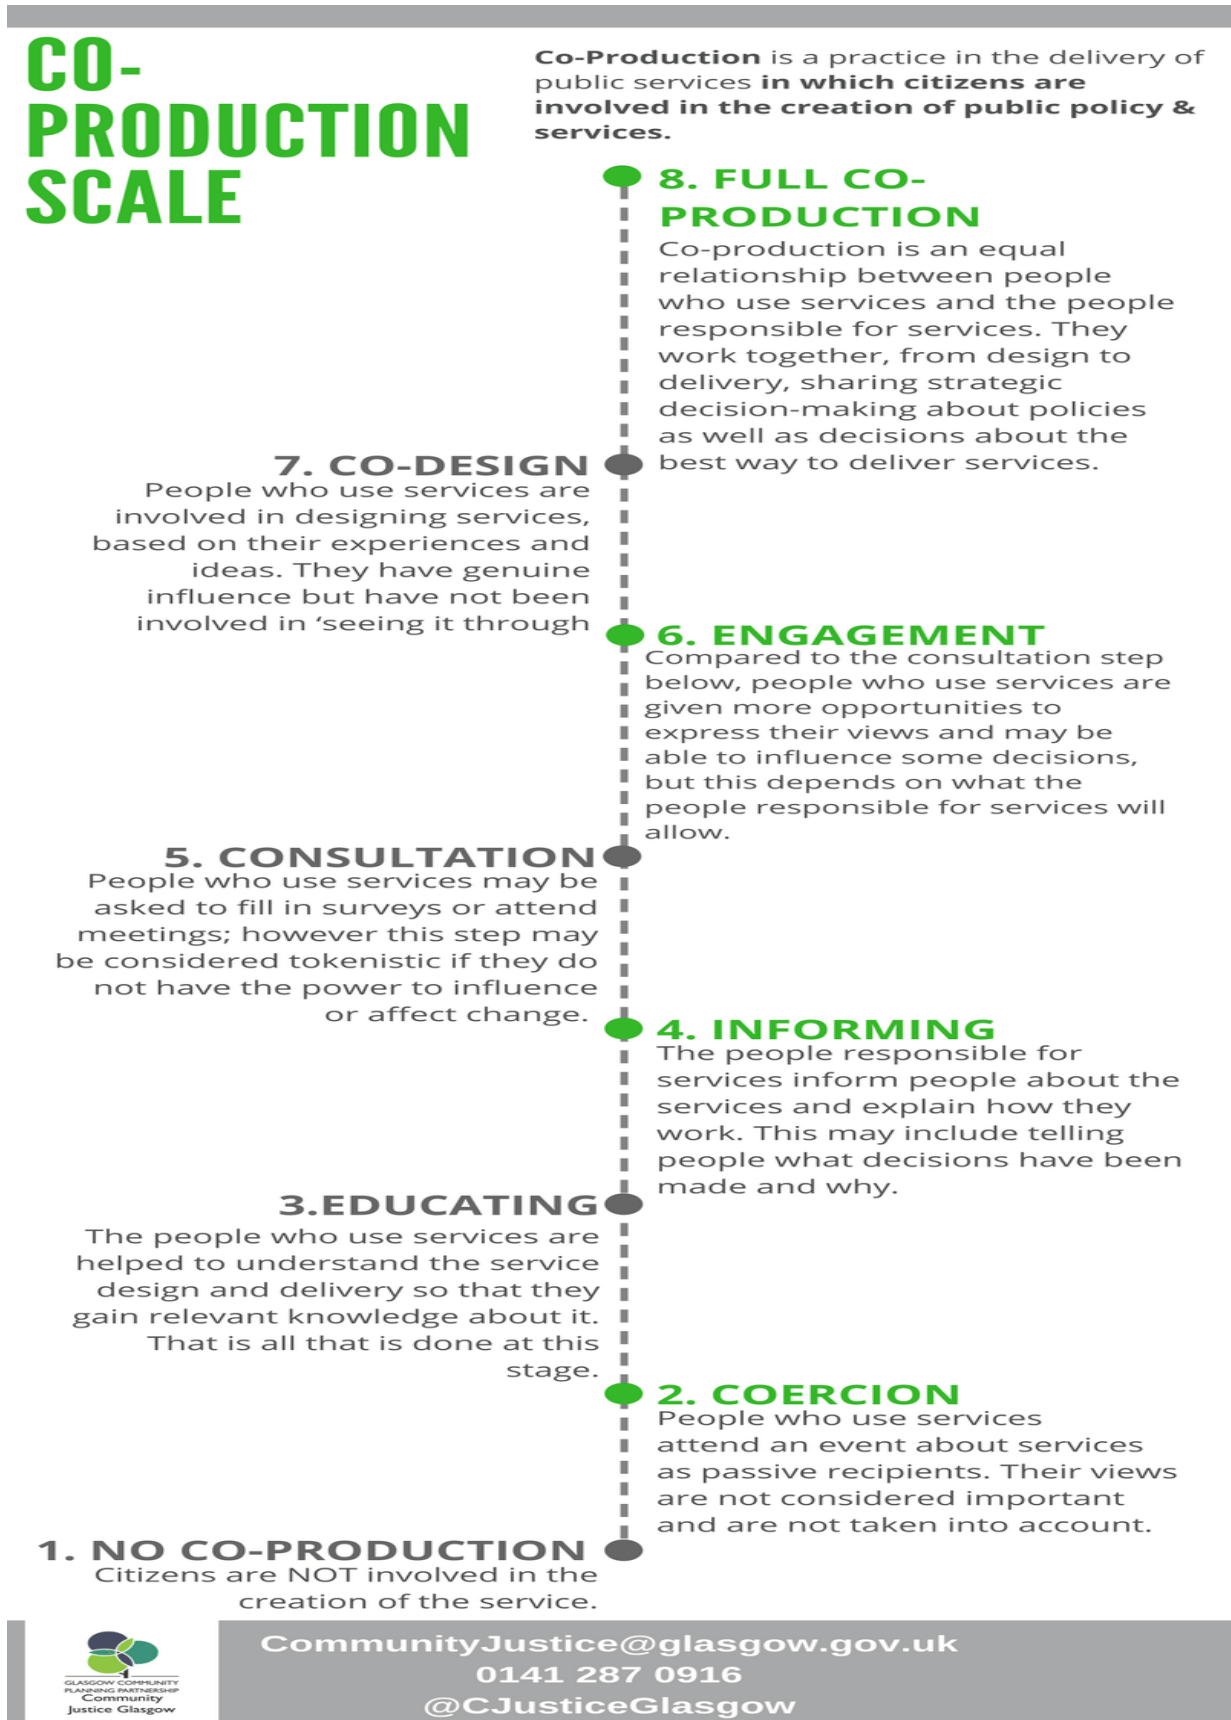 CO-
PRODUCTION
SCALE
Co-Production is a practice in the delivery of
public services in which citizens are
involved in the creation of public policy &
services.
8. FULL CO-
PRODUCTION
Co-production is an equal
relationship between people
who use services and the people
responsible for services. They
work together, from design to
delivery, sharing strategic
decision-making about policies
as well as decisions about the
best way to deliver services.
7. CO-DESIGN
People who use services are
involved in designing services,
based on their experiences and
ideas. They have genuine
influence but have not been
involved in ‘seeing it through
6. ENGAGEMENT
Compared to the consultation step
below, people who use services are
given more opportunities to
express their views and may be
able to influence some decisions,
but this depends on what the
people responsible for services will
allow.
5. CONSULTATION
People who use services may be
asked to fill in surveys or attend
meetings; however this step may
be considered tokenistic if they do
not have the power to influence
or affect change.
4. INFORMING
The people responsible for
services inform people about the
services and explain how they
work. This may include telling
people what decisions have been
made and why.
3.EDUCATING
The people who use services are
helped to understand the service
design and delivery so that they
gain relevant knowledge about it.
That is all that is done at this
stage.
2. COERCION
People who use services
attend an event about services
as passive recipients. Their views
are not considered important
and are not taken into account.
1. NO CO-PRODUCTION
Citizens are NOT involved in the
creation of the service.
GLASGOW COMMUNITY
PLANNING PARTNERSHIP
Community
Justice Glasgow
CommunityJustice@glasgow.gov.uk
0141 287 0916
@CJusticeGlasgow